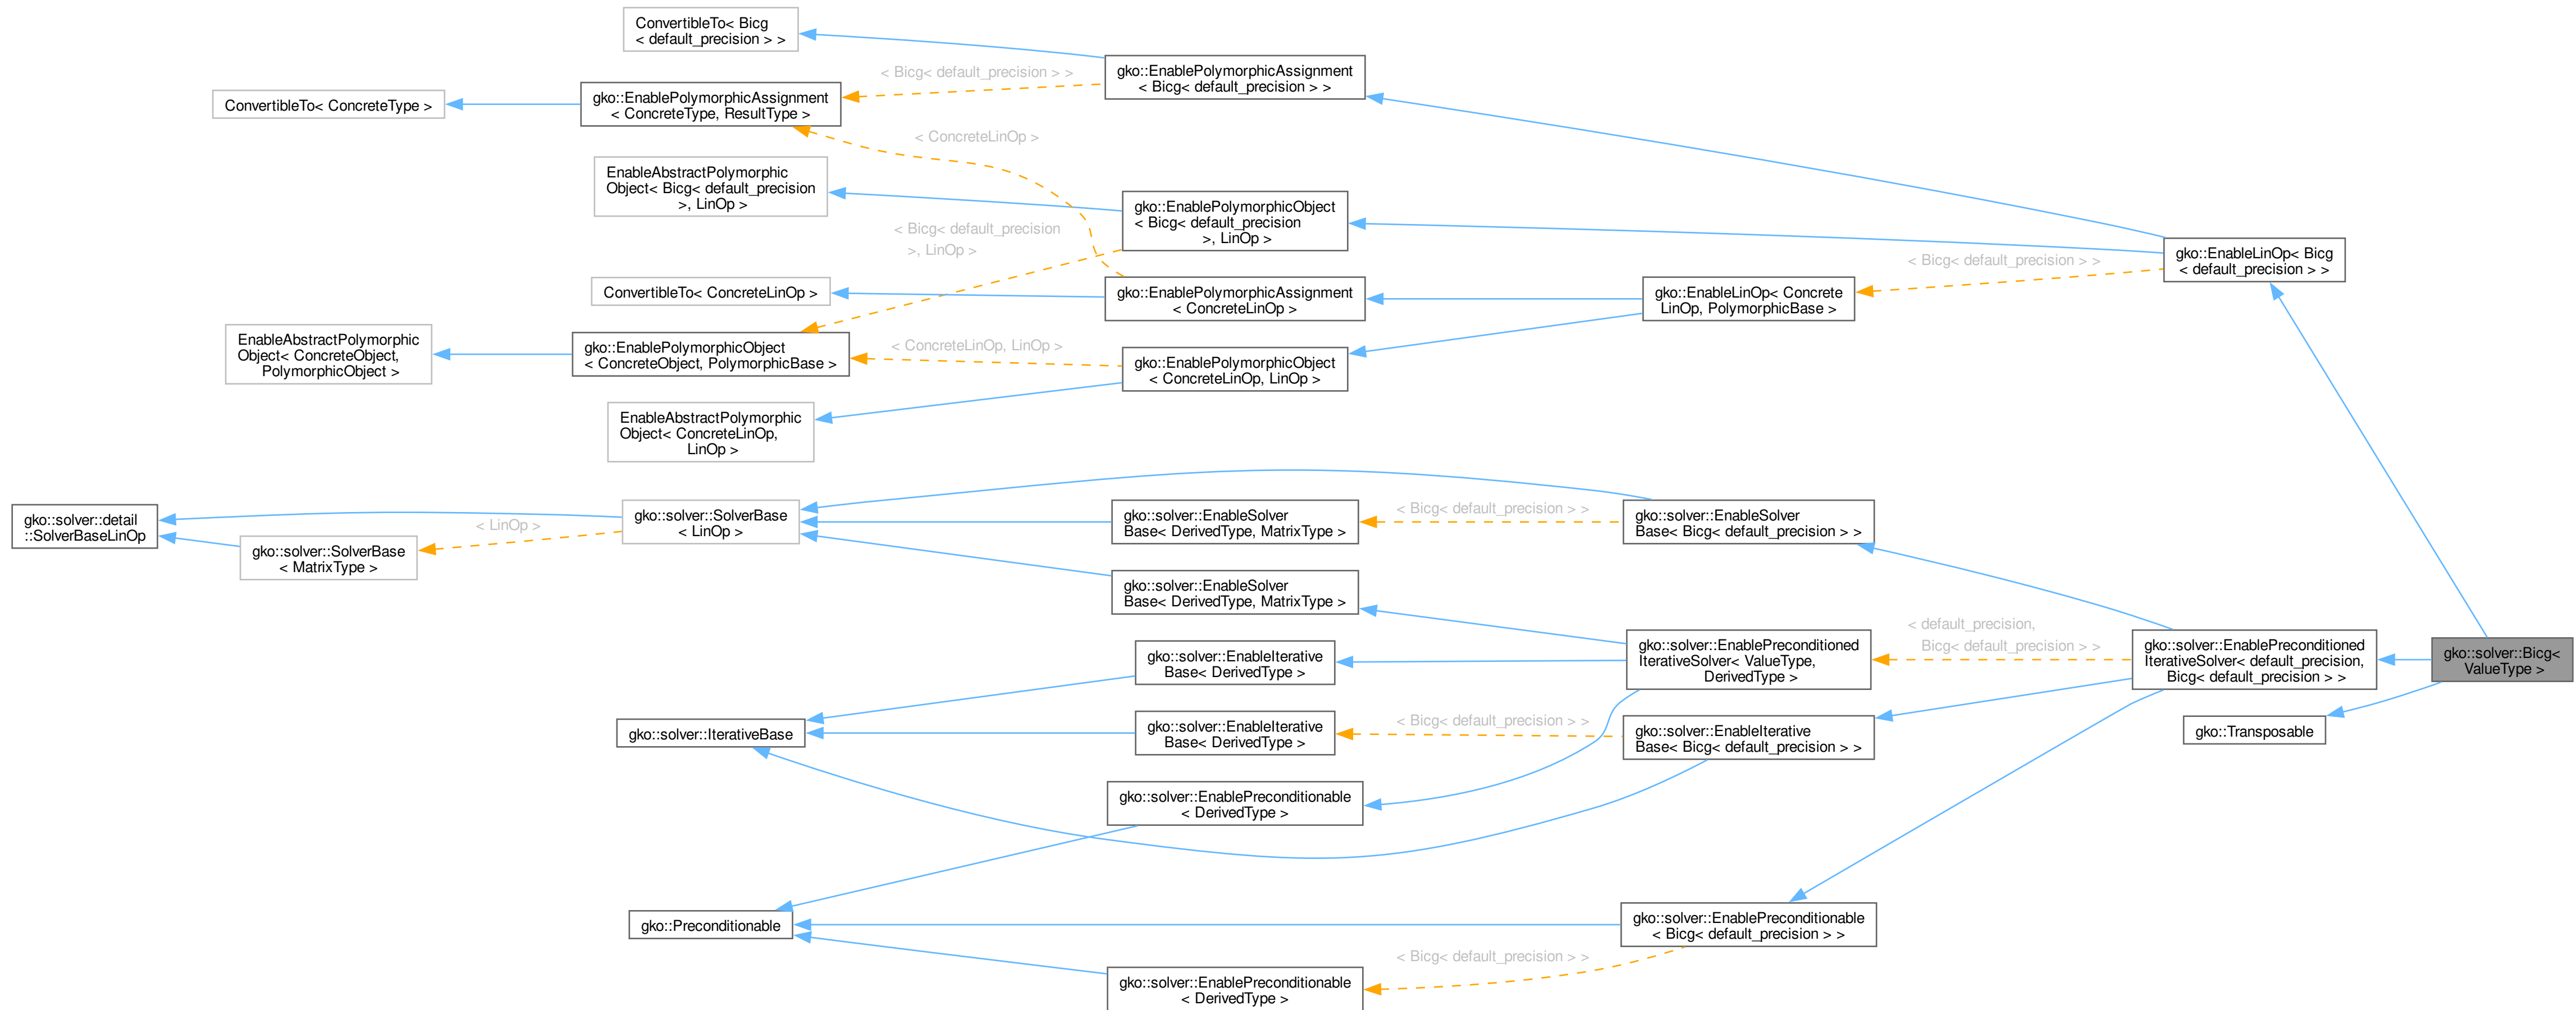 ConvertibleTo< Bicg
< default_precision > >
gko::EnablePolymorphicAssignment
< Bicg< default_precision > >
< Bicg< default_precision > >
ConvertibleTo< ConcreteType >
gko::EnablePolymorphicAssignment
< ConcreteType, ResultType >
< ConcreteLinOp >
EnableAbstractPolymorphic
Object< Bicg< default_precision
>, LinOp >
gko::EnablePolymorphicObject
< Bicg< default_precision
>, LinOp >
< Bicg< default_precision
>, LinOp >
gko::EnableLinOp< Bicg
< default_precision > >
< Bicg< default_precision > >
ConvertibleTo< ConcreteLinOp >
gko::EnablePolymorphicAssignment
< ConcreteLinOp >
gko::EnableLinOp< Concrete
LinOp, PolymorphicBase >
EnableAbstractPolymorphic
Object< ConcreteObject,
PolymorphicObject >
gko::EnablePolymorphicObject
< ConcreteObject, PolymorphicBase >
< ConcreteLinOp, LinOp >
gko::EnablePolymorphicObject
< ConcreteLinOp, LinOp >
EnableAbstractPolymorphic
Object< ConcreteLinOp,
LinOp >
gko::solver::detail
::SolverBaseLinOp
< LinOp >
gko::solver::SolverBase
< MatrixType >
gko::solver::SolverBase
< LinOp >
gko::solver::EnableSolver
Base< DerivedType, MatrixType >
< Bicg< default_precision > >
gko::solver::EnableSolver
Base< Bicg< default_precision > >
gko::solver::EnableSolver
Base< DerivedType, MatrixType >
gko::solver::EnableIterative
Base< DerivedType >
gko::solver::EnablePreconditioned
IterativeSolver< ValueType,
DerivedType >
< default_precision,
Bicg< default_precision > >
gko::solver::EnablePreconditioned
IterativeSolver< default_precision,
Bicg< default_precision > >
gko::solver::Bicg<
ValueType >
gko::solver::IterativeBase
gko::solver::EnableIterative
Base< DerivedType >
< Bicg< default_precision > >
gko::solver::EnableIterative
Base< Bicg< default_precision > >
gko::Transposable
gko::solver::EnablePreconditionable
< DerivedType >
gko::Preconditionable
gko::solver::EnablePreconditionable
< Bicg< default_precision > >
< Bicg< default_precision > >
gko::solver::EnablePreconditionable
< DerivedType >